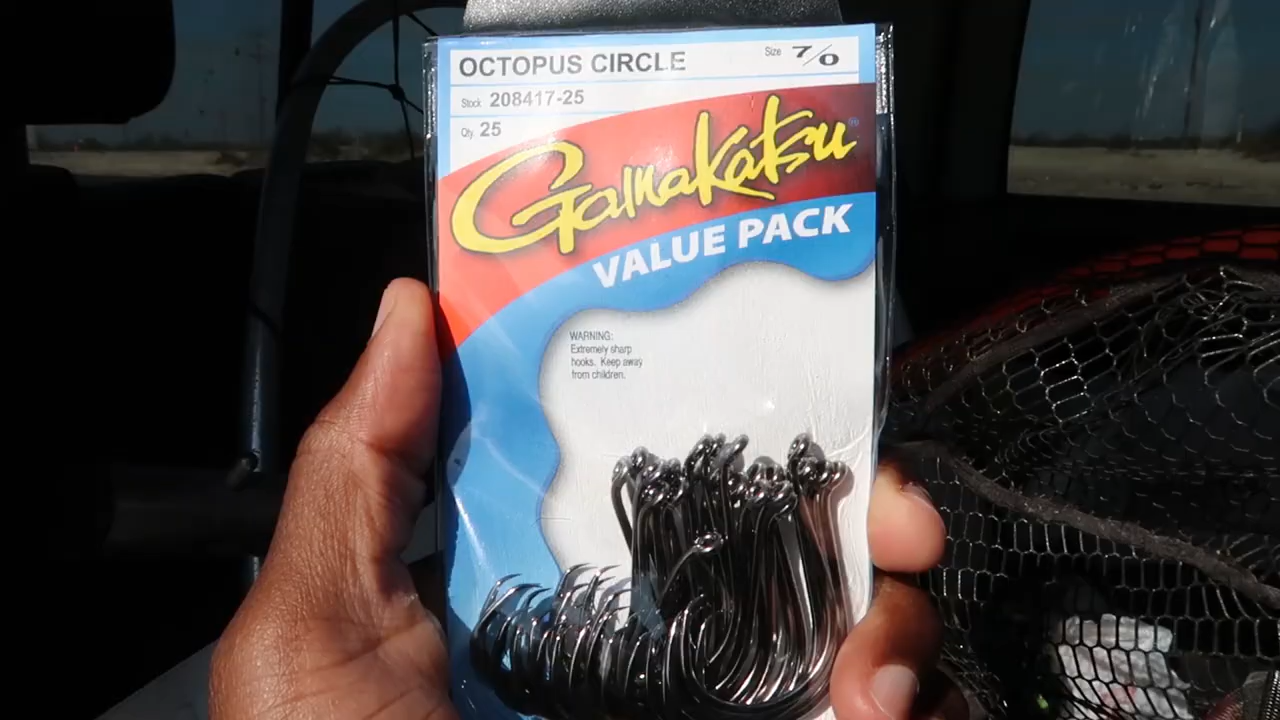 OCTOPUS CIRCLE
Size 7/0
Stock: 208417-25
Qty. 25
Gamakatsu®
VALUE PACK
WARNING:
Extremely sharp
hooks. Keep away
from children.